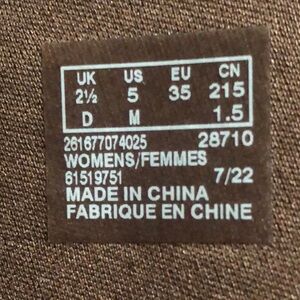 UK US EU CN
2½ 5 35 215
D M 1.5
261677074025 28710
WOMENS/FEMMES
61519751 7/22
MADE IN CHINA
FABRIQUE EN CHINE